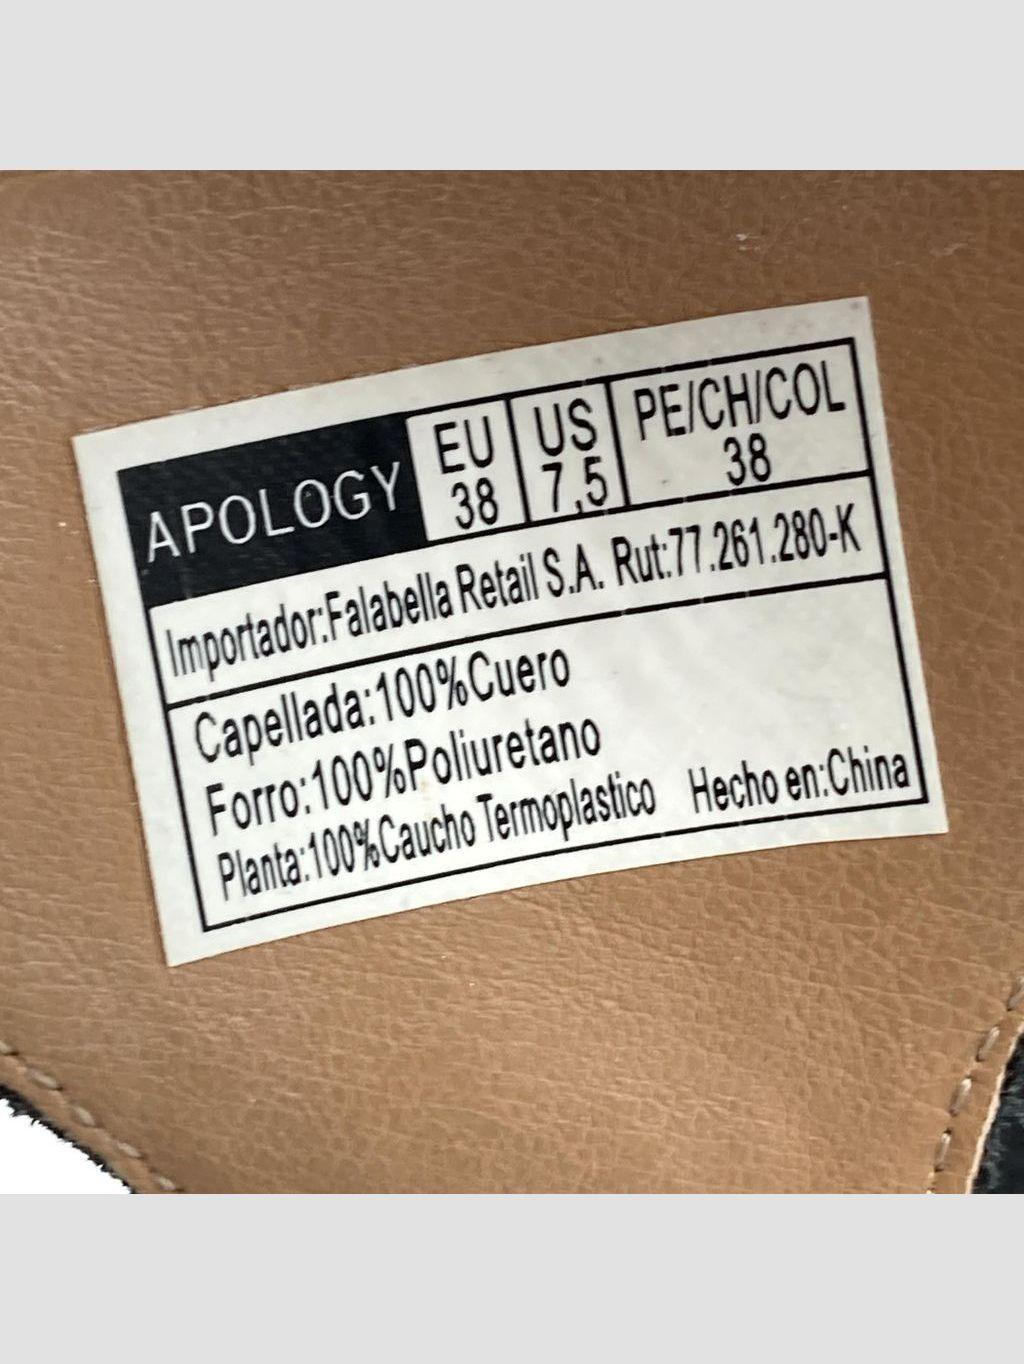 APOLOGY
EU
38
US
7,5
PE/CH/COL
38
Importador:Falabella Retail S.A. Rut:77.261.280-K
Capellada:100%Cuero
Forro:100%Poliuretano
Planta:100%Caucho Termoplastico Hecho en:China